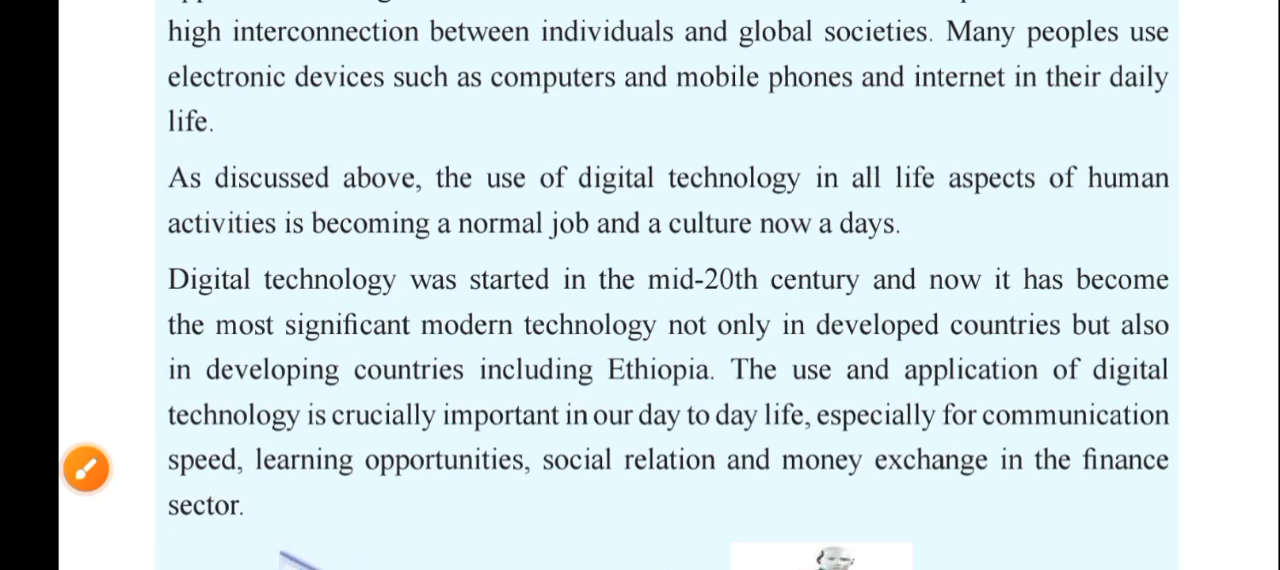 high interconnection between individuals and global societies. Many peoples use
electronic devices such as computers and mobile phones and internet in their daily
life.
As discussed above, the use of digital technology in all life aspects of human
activities is becoming a normal job and a culture now a days.
Digital technology was started in the mid-20th century and now it has become
the most significant modern technology not only in developed countries but also
in developing countries including Ethiopia. The use and application of digital
technology is crucially important in our day to day life, especially for communication
speed, learning opportunities, social relation and money exchange in the finance
sector.